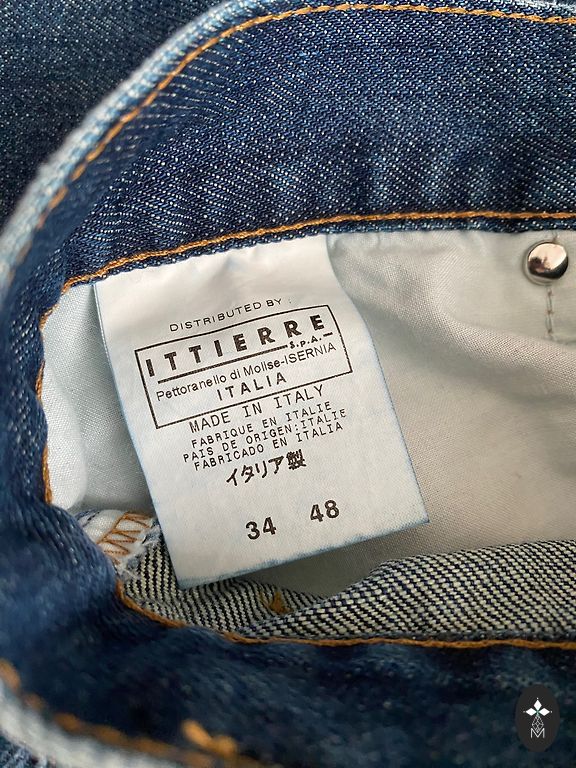 DISTRIBUTED BY :
ITTIERRE
S.p.A.
Pettoranello di Molise-ISERNIA
ITALIA
MADE IN ITALY
FABRIQUE EN ITALIE
PAIS DE ORIGEN:ITALIE
FABRICADO EN ITALIA
イタリア製
34 48
M